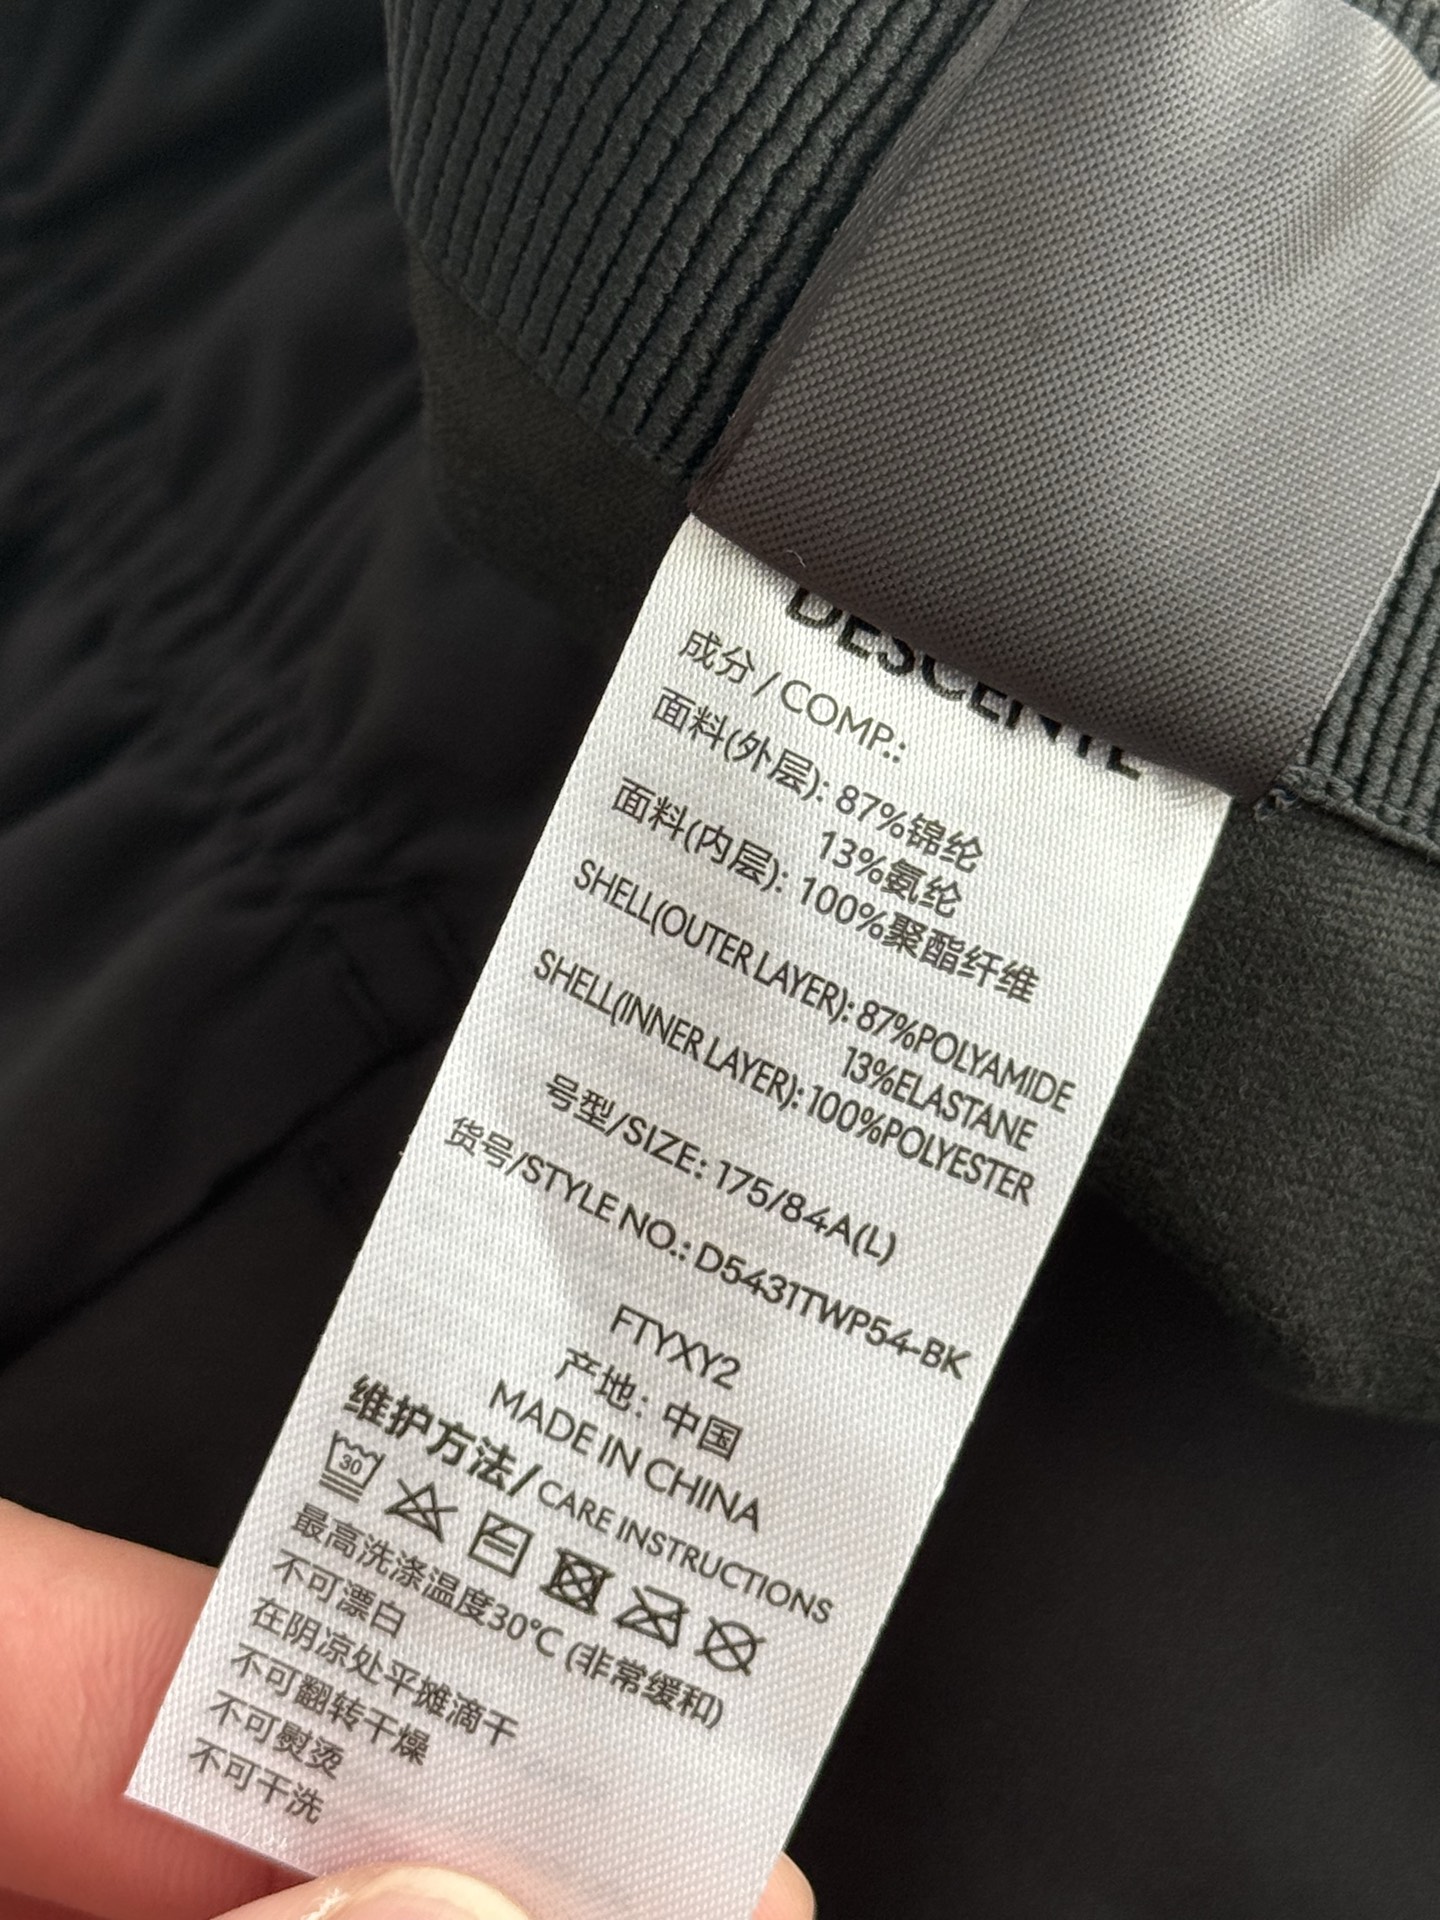 DESCENTE
成分 / COMP.:
面料(外层): 87%锦纶
13%氨纶
面料(内层): 100%聚酯纤维
SHELL(OUTER LAYER): 87%POLYAMIDE
13%ELASTANE
SHELL(INNER LAYER): 100%POLYESTER
号型/SIZE: 175/84A(L)
货号/STYLE NO.: D5431TWP54-BK
FTYXY2
产地: 中国
MADE IN CHINA
维护方法/CARE INSTRUCTIONS
30
最高洗涤温度30°C (非常缓和)
不可漂白
在阴凉处平摊滴干
不可翻转干燥
不可熨烫
不可干洗